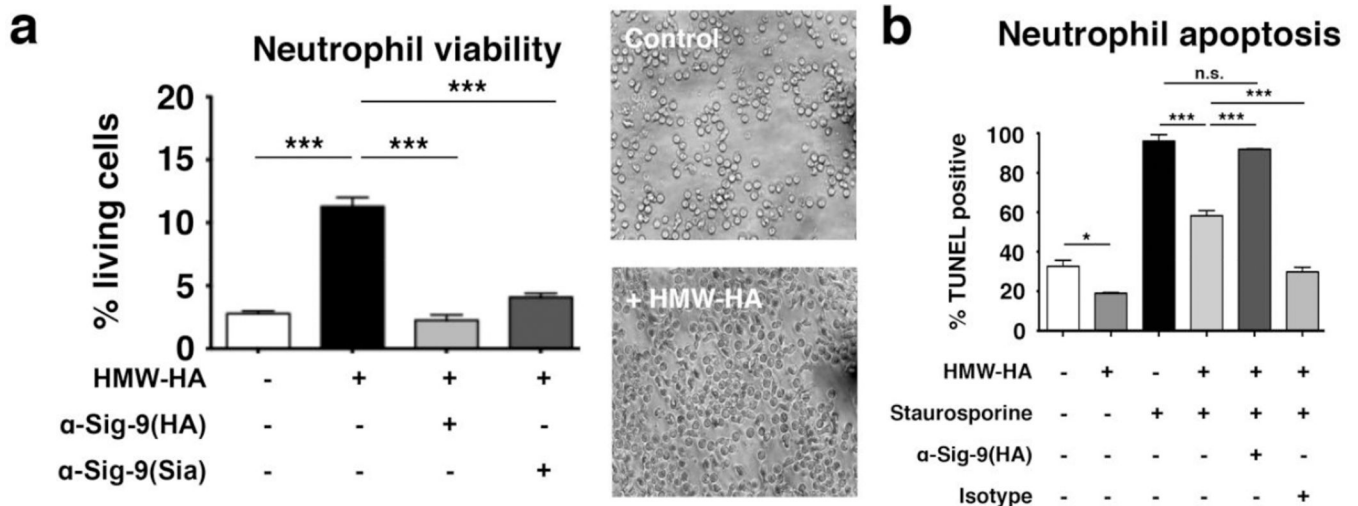 a
Neutrophil viability
% living cells
20
15
10
5
0
***
*** ***
HMW-HA - + + +
α-Sig-9(HA) - - + -
α-Sig-9(Sia) - - - +
Control
+ HMW-HA
b
Neutrophil apoptosis
% TUNEL positive
100
80
60
40
20
0
n.s.
***
*** ***
*
HMW-HA - + - + + +
Staurosporine - - + + + +
α-Sig-9(HA) - - - - + -
Isotype - - - - - +